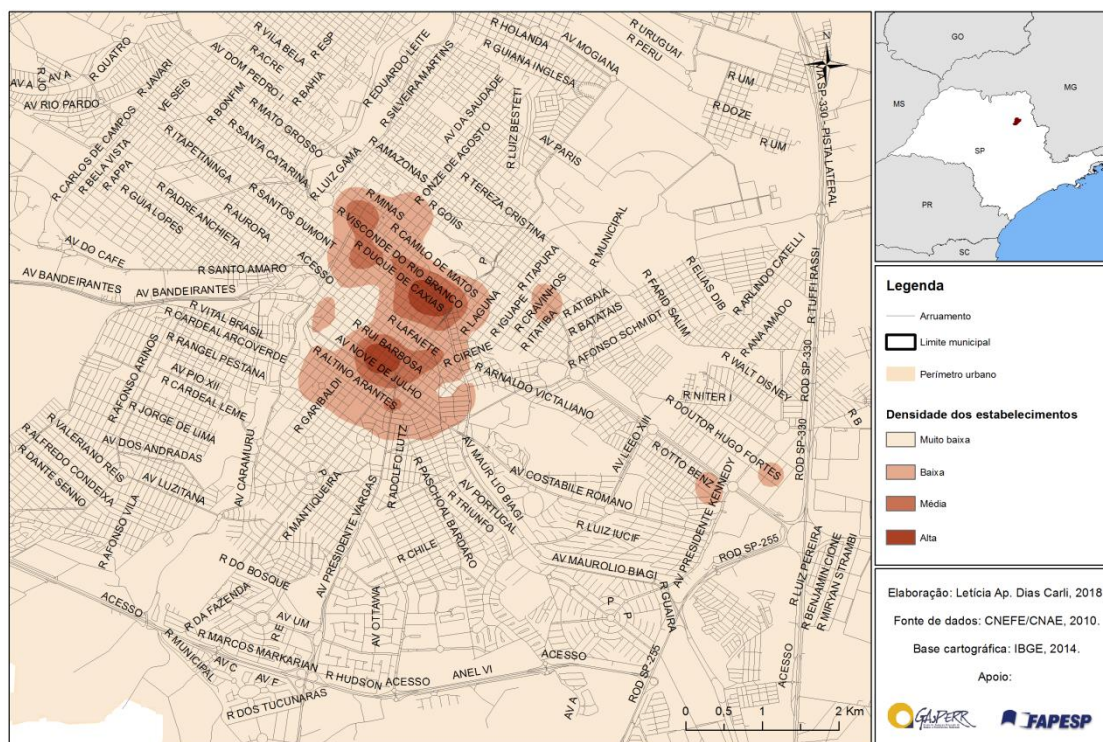 R HOLANDA
AV MOGIANA
R URUGUAI
R PERU
R GUIANA INGLESA
R ESP
R VILA BELA
R ACRE
AV DOM PEDRO I
R BAHIA
R EDUARDO LEITE
R SILVEIRA MARTINS
AV DA SAUDADE
R QUATRO
AV A
R JO
AV RIO PARDO
R JAVARI
VE SEIS
R BONFIM
R MATO GROSSO
R SANTA CATARINA
R LUIZ GAMA
R AMAZONAS
R ONZE DE AGOSTO
R LUIZ BESTETI
AV PARIS
R UM
R DOZE
R UM
N
VIA SP-330 - PISTA LATERAL
R CARLOS DE CAMPOS
R BELA VISTA
R APPA
R GUIA LOPES
R ITAPETININGA
R PADRE ANCHIETA
R AURORA
R SANTOS DUMONT
R MINAS
R GOIIS
R TEREZA CRISTINA
R VISCONDE DO RIO BRANCO
R CAMILO DE MATOS
R DUQUE DE CAXIAS
R MUNICIPAL
AV DO CAFE
R SANTO AMARO
ACESSO
AV BANDEIRANTES
AV BANDEIRANTES
P
R ITAPURA
R IGUAPE
R CRAVINHOS
R ITATIBA
R ATIBAIA
R BATATAIS
R LAGUNA
R FARID SALIM
R ELIAS DIB
R ARLINDO CATELLI
R ANA AMADO
R TUFFI RASSI
R AFONSO SCHMIDT
R WALT DISNEY
R VITAL BRASIL
R CARDEAL ARCOVERDE
R RANGEL PESTANA
R AFONSO ARINOS
AV PIO XII
R CARDEAL LEME
R JORGE DE LIMA
AV DOS ANDRADAS
R LAFAIETE
R RUI BARBOSA
AV NOVE DE JULHO
R ALTINO ARANTES
R CIRENE
R GARIBALDI
R ARNALDO VICTALIANO
R NITER I
R DOUTOR HUGO FORTES
R B
ROD SP-330
ROD SP-330
R VALERIANO REIS
R ALFREDO CONDEIXA
R DANTE SENNO
AV LUZITANA
R AFONSO VILA
AV CARAMURU
R MANTIQUEIRA
AV PRESIDENTE VARGAS
R ADOLFO LUTZ
R PASCHOAL BARDARO
R TRIUNFO
AV PORTUGAL
AV MAUR LIO BIAGI
AV COSTABILE ROMANO
AV LEEO XIII
R OTTO BENZ
AV PRESIDENTE KENNEDY
R LUIZ IUCIF
ROD SP-255
R CHILE
AV MAUROLIO BIAGI
R LUIZ PEREIRA
R BENJAMIN CIONE
R MIRYAN STRAMBI
R DO BOSQUE
ACESSO
R DA FAZENDA
AV UM
R E
AV OTTAWA
P
P
R GUAIRA
R MARCOS MARKARIAN
R MUNICIPAL
AV C
AV F
R HUDSON
ACESSO
ANEL VI
ACESSO
ROD SP-255
AV A
ACESSO
R DOS TUCUNARAS
0 0,5 1 2 Km
GO
MG
MS
SP
PR
SC
Legenda
Arruamento
Limite municipal
Perímetro urbano
Densidade dos estabelecimentos
Muito baixa
Baixa
Média
Alta
Elaboração: Letícia Ap. Dias Carli, 2018
Fonte de dados: CNEFE/CNAE, 2010.
Base cartográfica: IBGE, 2014.
Apoio:
GAsPERR
FAPESP